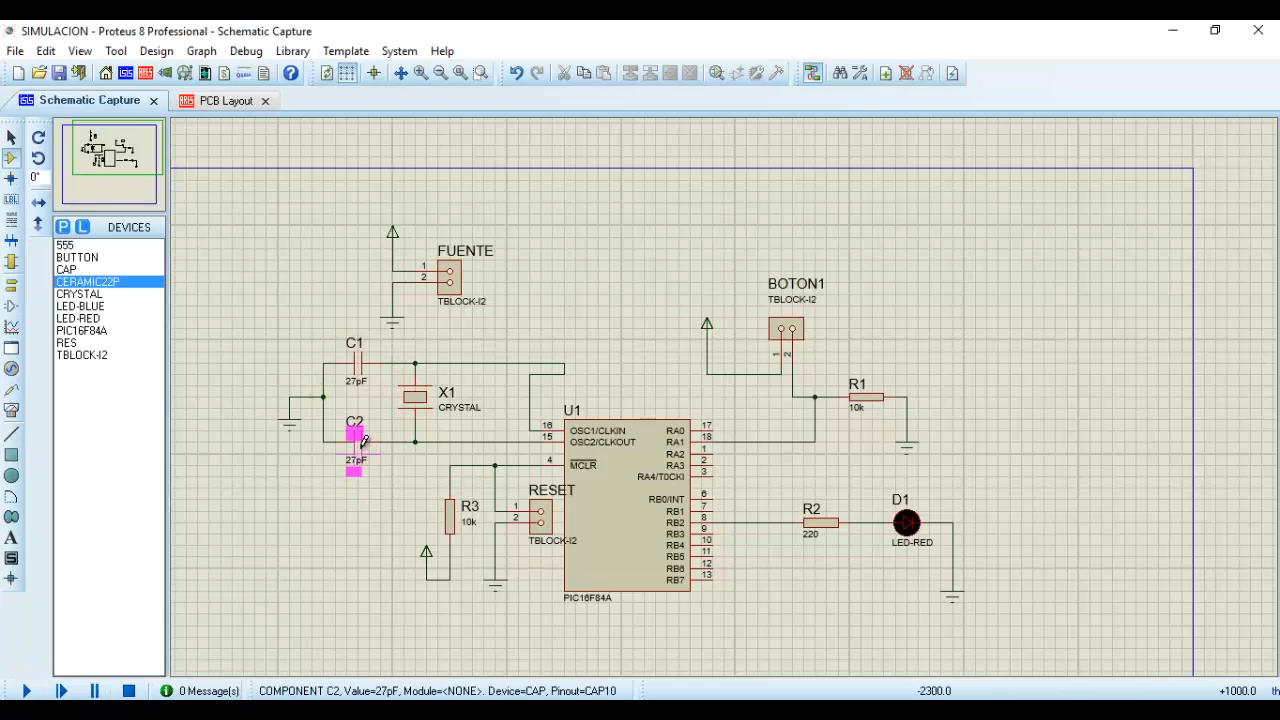 SIMULACION - Proteus 8 Professional - Schematic Capture
File Edit View Tool Design Graph Debug Library Template System Help
Schematic Capture
PCB Layout
0°
LBL
P L DEVICES
555
BUTTON
CAP
CERAMIC22P
CRYSTAL
LED-BLUE
LED-RED
PIC16F84A
RES
TBLOCK-I2
FUENTE
1
2
TBLOCK-I2
BOTON1
TBLOCK-I2
1
2
C1
27pF
X1
CRYSTAL
C2
27pF
R1
10k
U1
16 OSC1/CLKIN RA0 17
15 OSC2/CLKOUT RA1 18
RA2 1
4 MCLR RA3 2
RA4/T0CKI 3
RB0/INT 6
RB1 7
RB2 8
RB3 9
RB4 10
RB5 11
RB6 12
RB7 13
PIC16F84A
RESET
1
2
TBLOCK-I2
R3
10k
R2
220
D1
LED-RED
A
S
0 Message(s) COMPONENT C2, Value=27pF, Module=<NONE>. Device=CAP, Pinout=CAP10 -2300.0 +1000.0 th